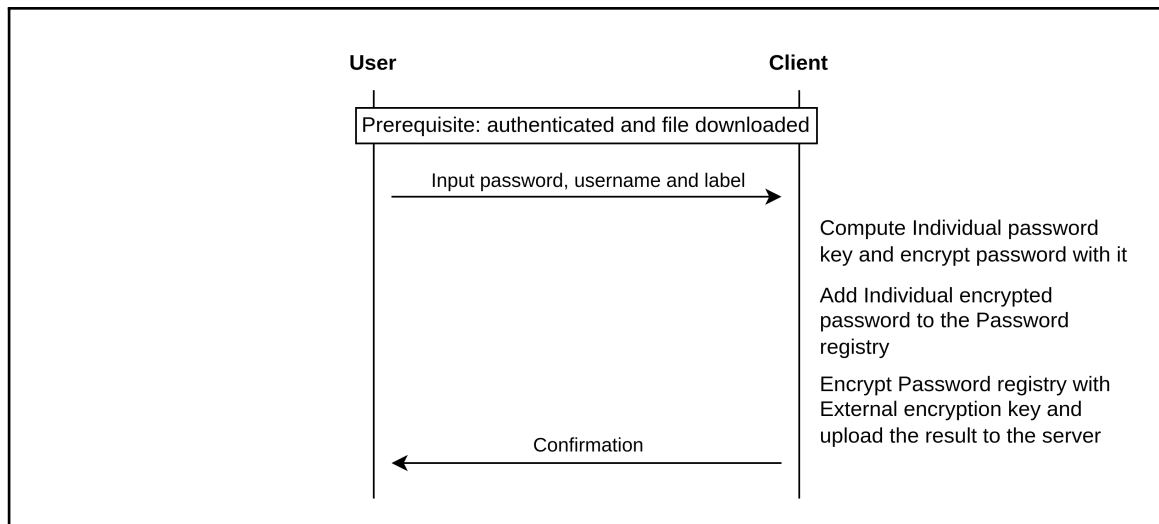 User
Client
Prerequisite: authenticated and file downloaded
Input password, username and label
Compute Individual password
key and encrypt password with it
Add Individual encrypted
password to the Password
registry
Encrypt Password registry with
External encryption key and
upload the result to the server
Confirmation